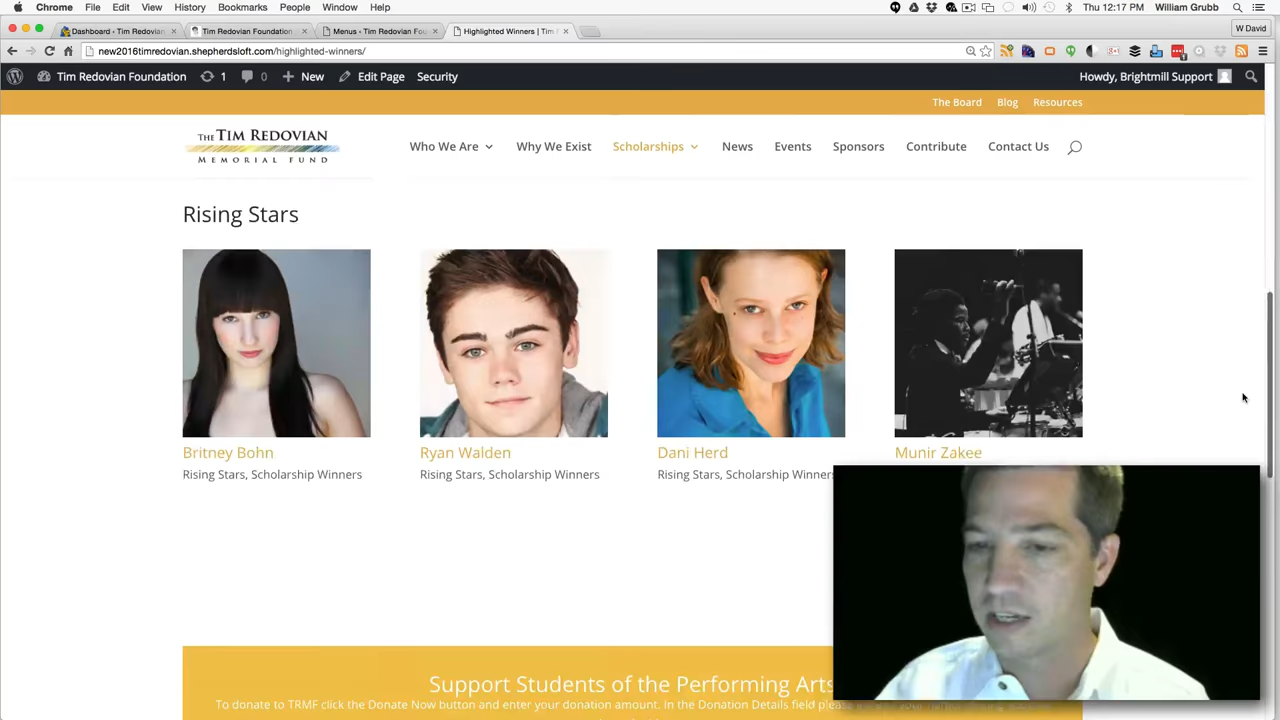 Chrome File Edit View History Bookmarks People Window Help
Thu 12:17 PM William Grubb
Dashboard ‹ Tim Redovian
Tim Redovian Foundation
Menus ‹ Tim Redovian Fou
Highlighted Winners | Tim
W David
new2016timredovian.shepherdsloft.com/highlighted-winners/
Tim Redovian Foundation 1 0 New Edit Page Security
Howdy, Brightmill Support
The Board Blog Resources
THE TIM REDOVIAN
MEMORIAL FUND
Who We Are Why We Exist Scholarships News Events Sponsors Contribute Contact Us
Rising Stars
Britney Bohn Ryan Walden Dani Herd Munir Zakee
Rising Stars, Scholarship Winners Rising Stars, Scholarship Winners Rising Stars, Scholarship Winners
Support Students of the Performing Arts
To donate to TRMF click the Donate Now button and enter your donation amount. In the Donation Details field please